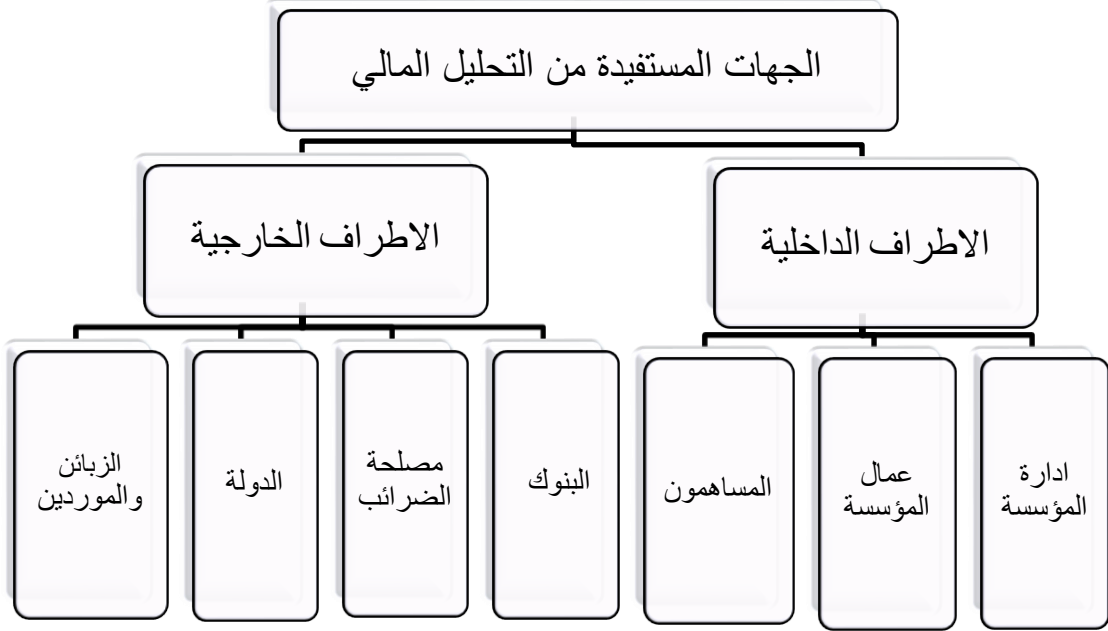 الجهات المستفيدة من التحليل المالي
الاطراف الداخلية
الاطراف الخارجية
ادارة
المؤسسة
عمال
المؤسسة
المساهمون
البنوك
مصلحة
الضرائب
الدولة
الزبائن
والموردين